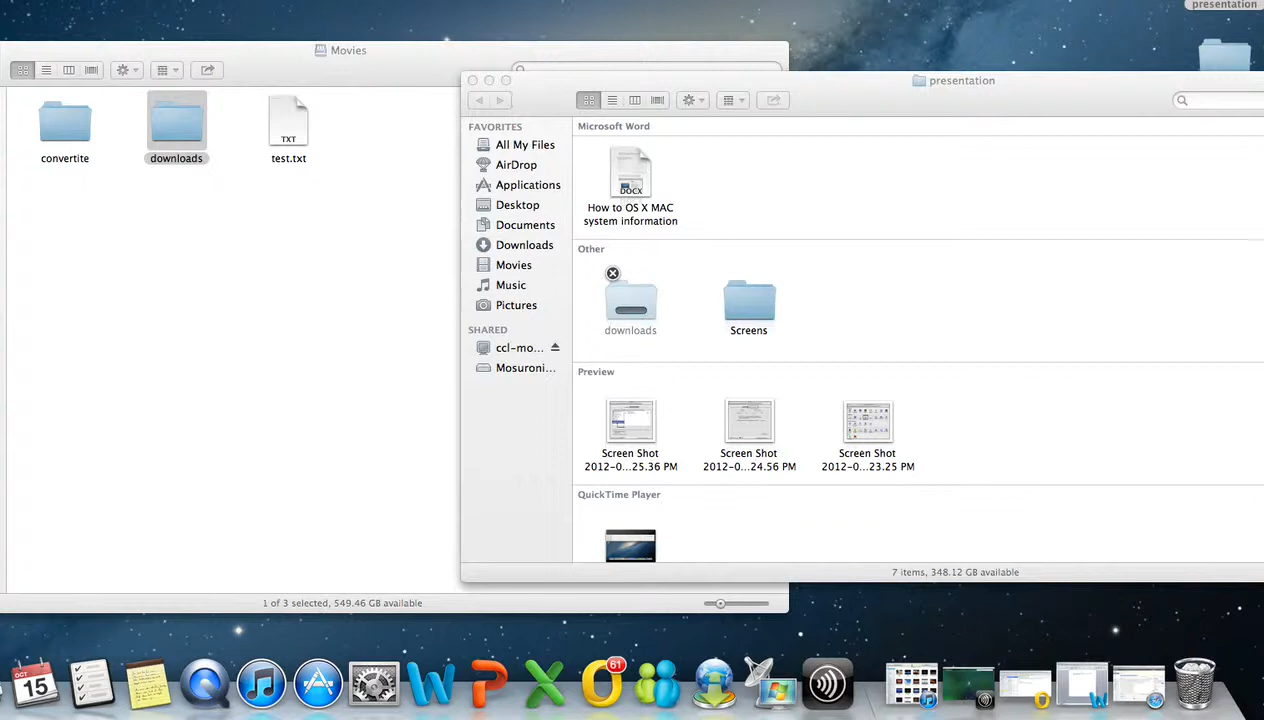 presentation
Movies
convertite
downloads
TXT
test.txt
1 of 3 selected, 549.46 GB available
presentation
FAVORITES
All My Files
AirDrop
Applications
Desktop
Documents
Downloads
Movies
Music
Pictures
SHARED
ccl-mo...
Mosuroni...
Microsoft Word
DOCX
How to OS X MAC
system information
Other
downloads
Screens
Preview
Screen Shot
2012-0...25.36 PM
Screen Shot
2012-0...24.56 PM
Screen Shot
2012-0...23.25 PM
QuickTime Player
7 items, 348.12 GB available
OCT
15
61